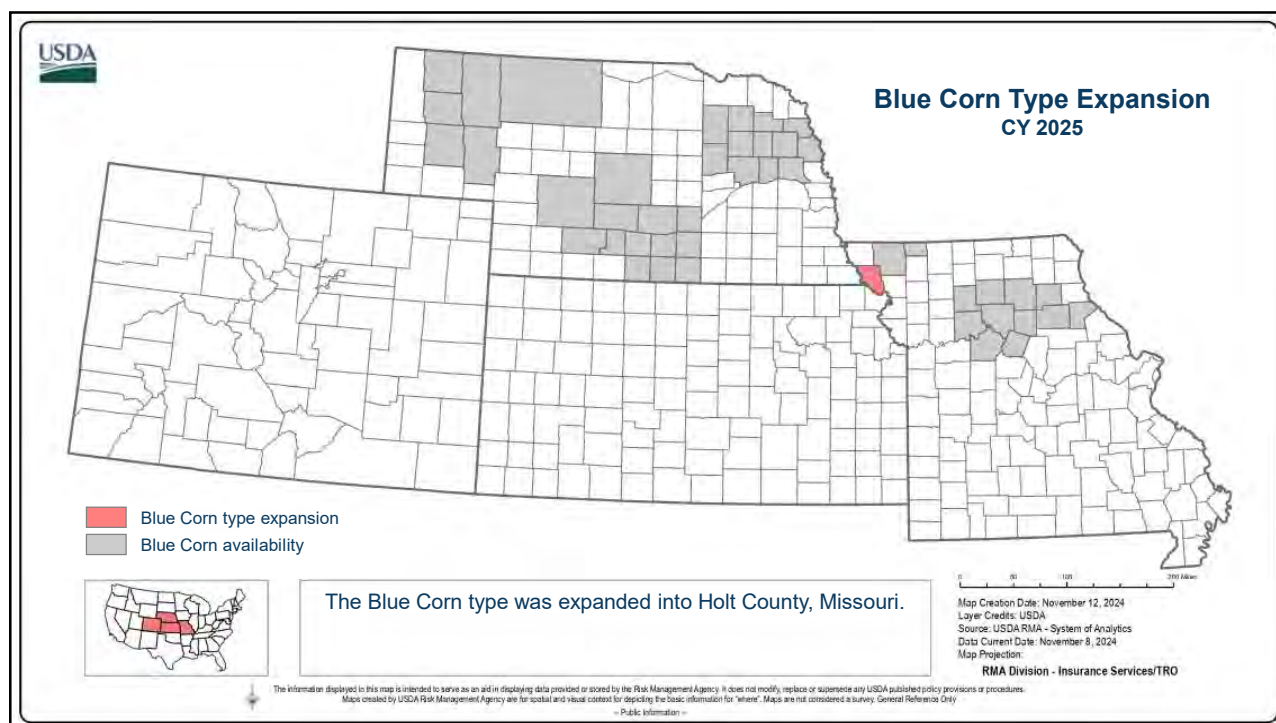 USDA
Blue Corn Type Expansion
CY 2025
Blue Corn type expansion
Blue Corn availability
The Blue Corn type was expanded into Holt County, Missouri.
0 50 100 200 Miles
Map Creation Date: November 12, 2024
Layer Credits: USDA
Source: USDA RMA - System of Analytics
Data Current Date: November 8, 2024
Map Projection:
RMA Division - Insurance Services/TRO
The information displayed in this map is intended to serve as an aid in displaying data provided or stored by the Risk Management Agency. It does not modify, replace or supersede any USDA published policy provisions or procedures.
Maps created by USDA Risk Management Agency are for spatial and visual context for depicting the basic information for "where". Maps are not considered a survey. General Reference Only
-- Public Information --